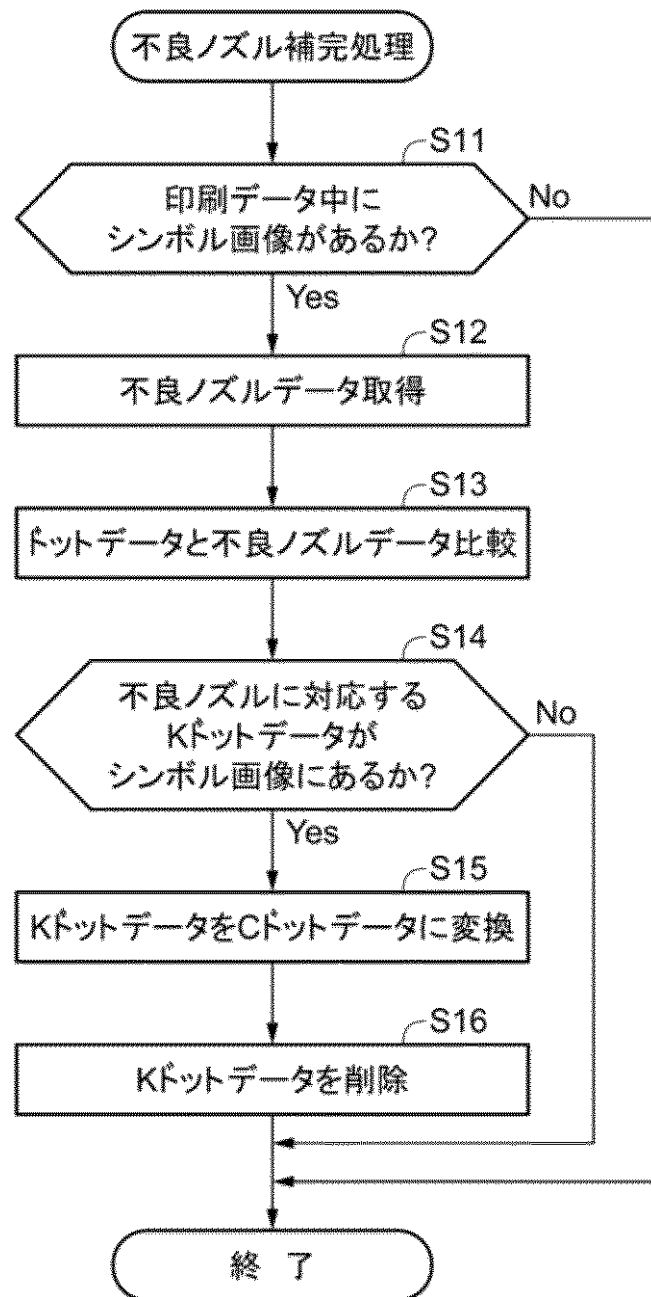 不良ノズル補完処理
S11
印刷データ中に
シンボル画像があるか?
No
Yes
S12
不良ノズルデータ取得
S13
ドットデータと不良ノズルデータ比較
S14
不良ノズルに対応する
Kドットデータが
シンボル画像にあるか?
No
Yes
S15
KドットデータをCドットデータに変換
S16
Kドットデータを削除
終 了